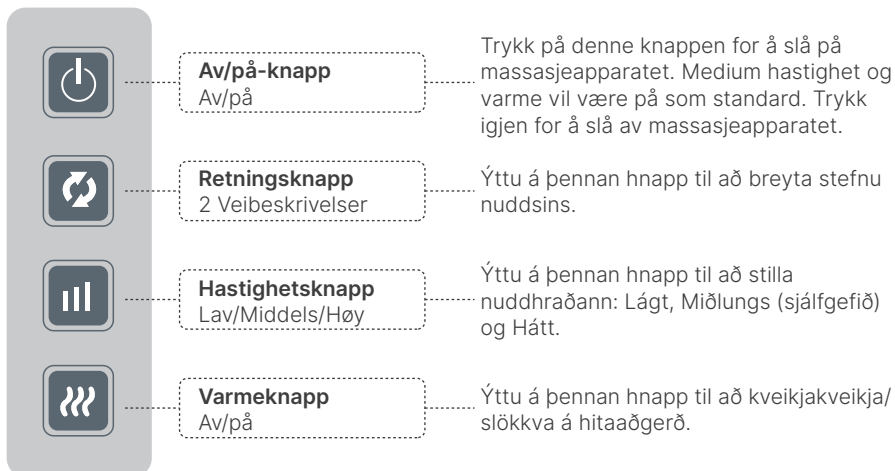 Av/på-knapp
Av/på
Trykk på denne knappen for å slå på
massasjeapparatet. Medium hastighet og
varme vil være på som standard. Trykk
igjen for å slå av massasjeapparatet.
Retningsknapp
2 Veibeskrivelser
Ýttu á þennan hnapp til að breyta stefnu
nuddsins.
Hastighetsknapp
Lav/Middels/Høy
Ýttu á þennan hnapp til að stilla
nuddhraðann: Lágt, Miðlungs (sjálfgefið)
og Hátt.
Varmeknapp
Av/på
Ýttu á þennan hnapp til að kveikjakveikja/
slökkva á hitaaðgerð.